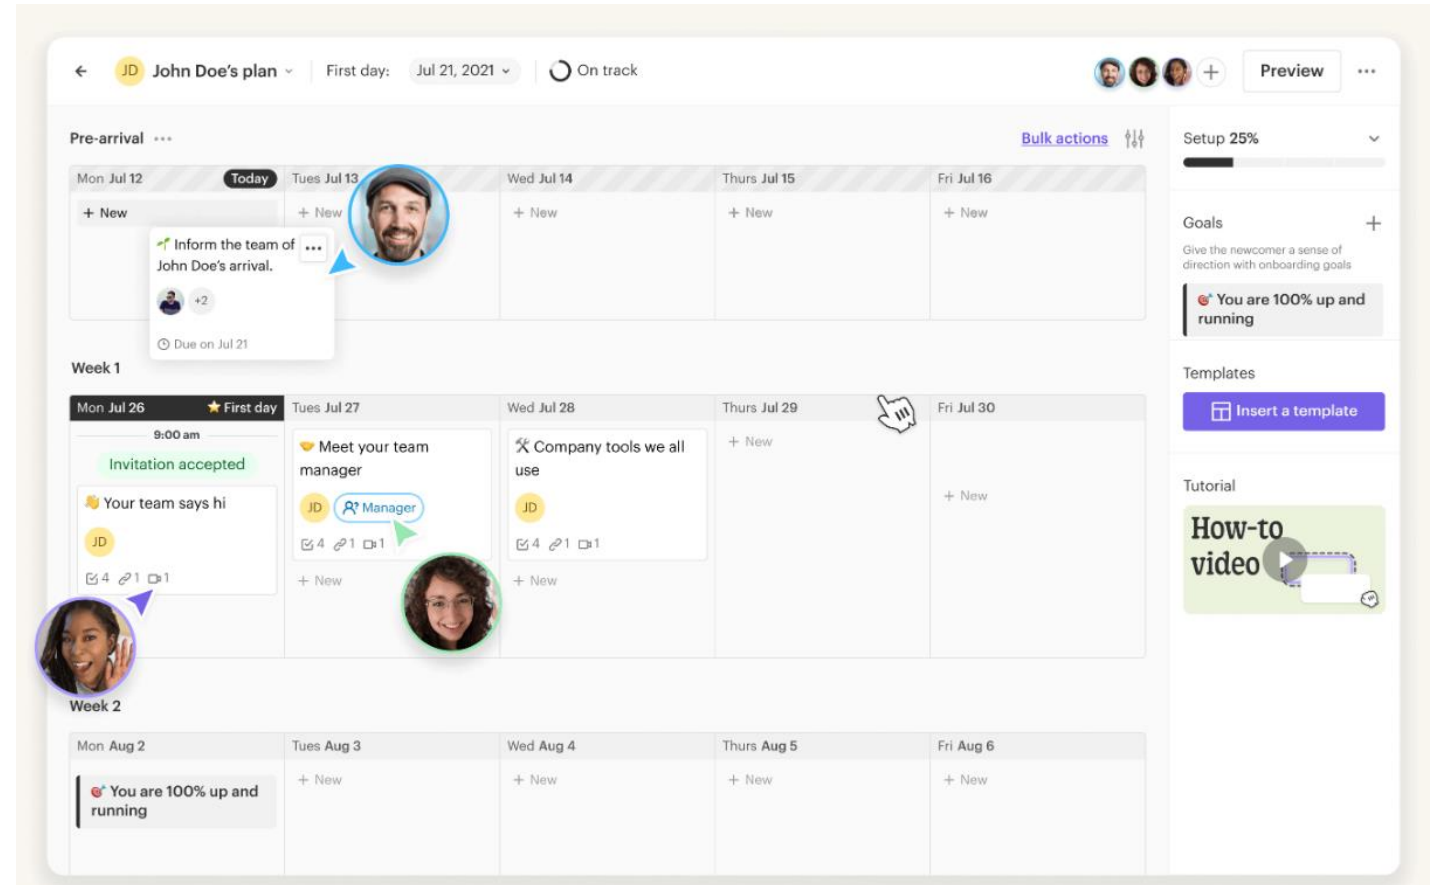 JD John Doe's plan First day: Jul 21, 2021 On track Preview
Pre-arrival Bulk actions
Mon Jul 12 Today Tues Jul 13 Wed Jul 14 Thurs Jul 15 Fri Jul 16
+ New + New + New + New + New
Inform the team of
John Doe's arrival.
+2
Due on Jul 21
Week 1
Mon Jul 26 First day Tues Jul 27 Wed Jul 28 Thurs Jul 29 Fri Jul 30
9:00 am
Invitation accepted
Your team says hi
JD
4 1 1
Meet your team
manager
JD Manager
4 1 1
+ New
Company tools we all
use
JD
4 1 1
+ New
+ New
+ New
Week 2
Mon Aug 2 Tues Aug 3 Wed Aug 4 Thurs Aug 5 Fri Aug 6
You are 100% up and
running
+ New + New + New + New
Setup 25%
Goals
Give the newcomer a sense of
direction with onboarding goals
You are 100% up and
running
Templates
Insert a template
Tutorial
How-to
video